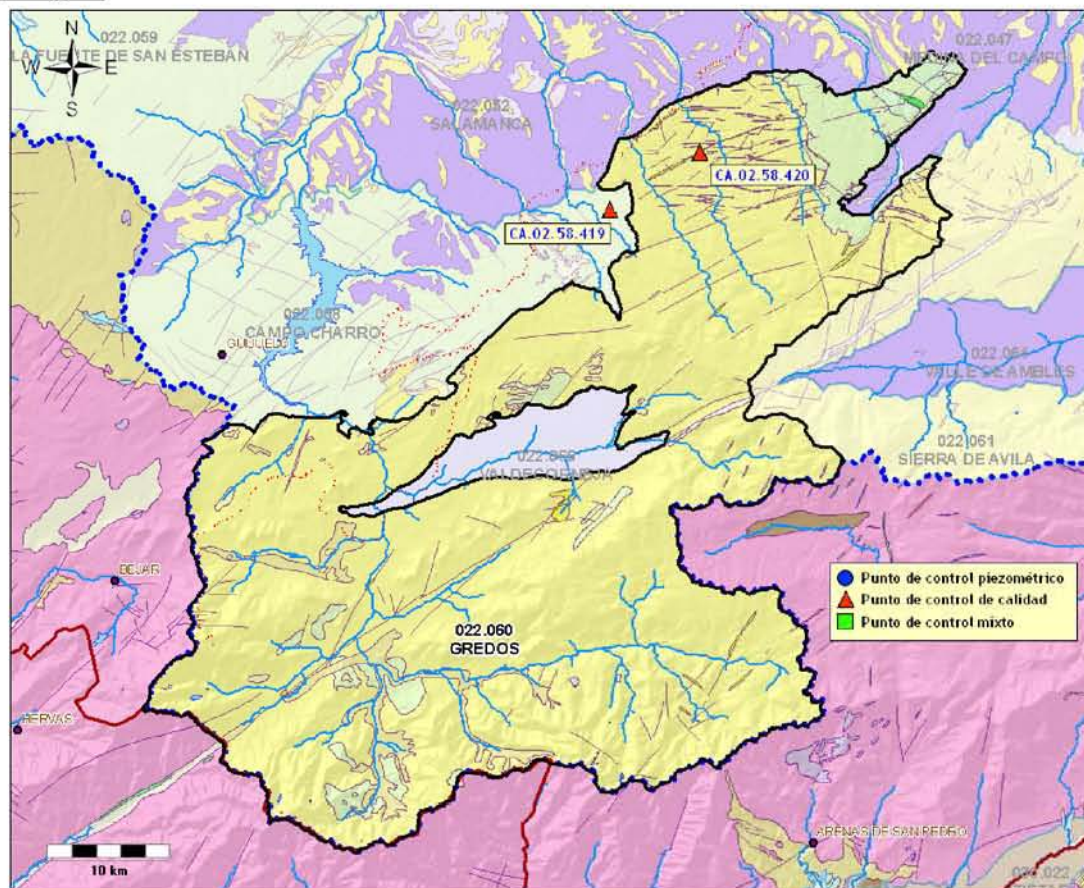 022.059
LA FUENTE DE SAN ESTEBAN
N
W E
S
022.047
MEDINA DEL CAMPO
022.052
SALAMANCA
CA.02.58.420
CA.02.58.419
022.058
CAMPO CHARRO
GUIJUELO
022.064
VALLE DE AMBLES
022.061
SIERRA DE AVILA
VALDECORNEJA
BEJAR
Punto de control piezométrico
Punto de control de calidad
Punto de control mixto
022.060
GREDOS
HERVAS
ARENAS DE SAN PEDRO
10 km